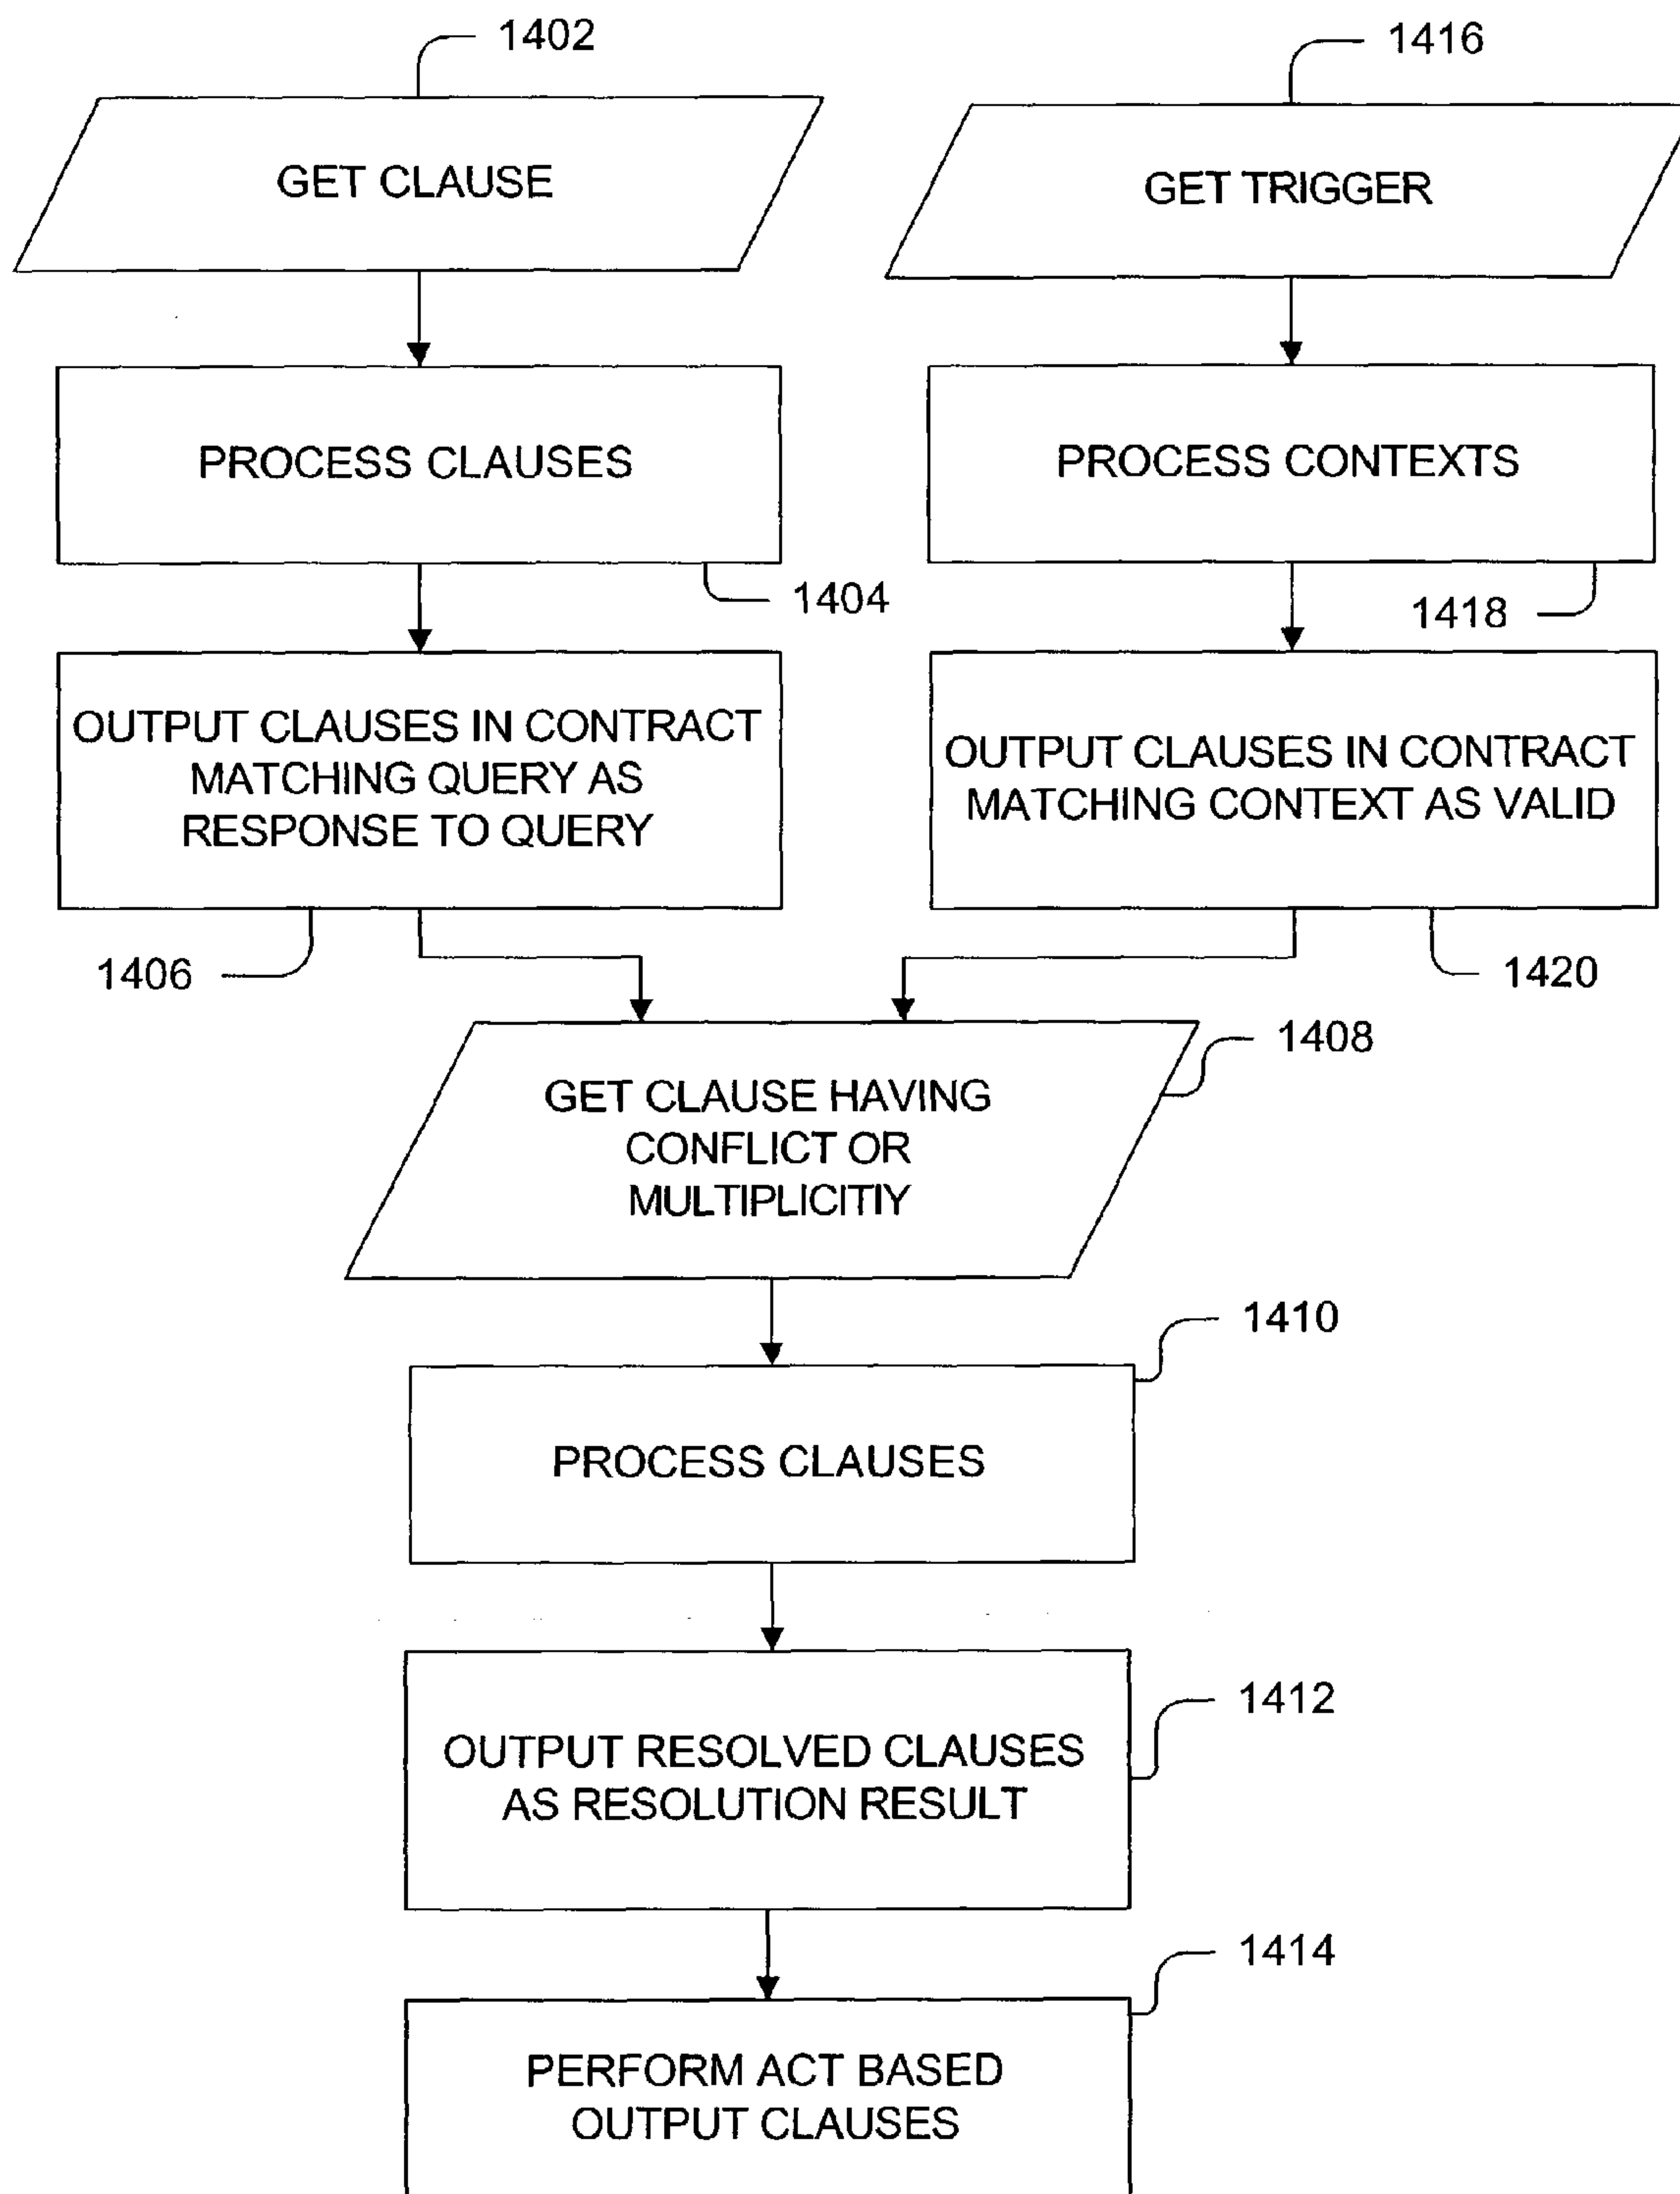 1402
GET CLAUSE
PROCESS CLAUSES
1404
OUTPUT CLAUSES IN CONTRACT
MATCHING QUERY AS
RESPONSE TO QUERY
1406
1416
GET TRIGGER
PROCESS CONTEXTS
1418
OUTPUT CLAUSES IN CONTRACT
MATCHING CONTEXT AS VALID
1420
GET CLAUSE HAVING
CONFLICT OR
MULTIPLICITIY
1408
1410
PROCESS CLAUSES
1412
OUTPUT RESOLVED CLAUSES
AS RESOLUTION RESULT
1414
PERFORM ACT BASED
OUTPUT CLAUSES